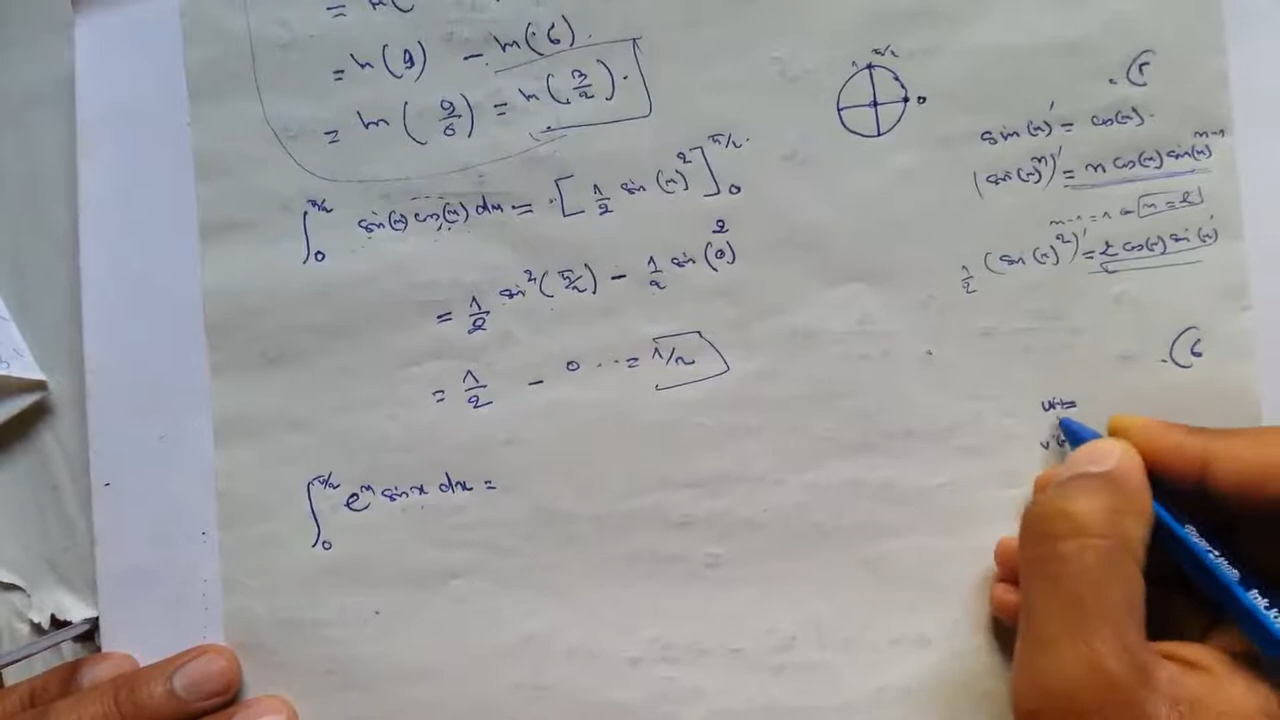 = ln(9) - ln(6).
= ln(9/6) = ln(3/2).
π/2
0
∫₀^{π/2} sin(x) cos(x) dx = [1/2 sin(x)²]₀^{π/2}
= 1/2 sin²(π/2) - 1/2 sin(0)²
= 1/2 - 0 = 1/2
∫₀^{π/2} eˣ sinx dx =
.(5
sin(x)' = cos(x).
(sin(x)ⁿ)' = n cos(x) sin(x)ⁿ⁻¹
n-1 = 1 n = 2
1/2 (sin(x)²)' = 2 cos(x) sin(x)'
.(6